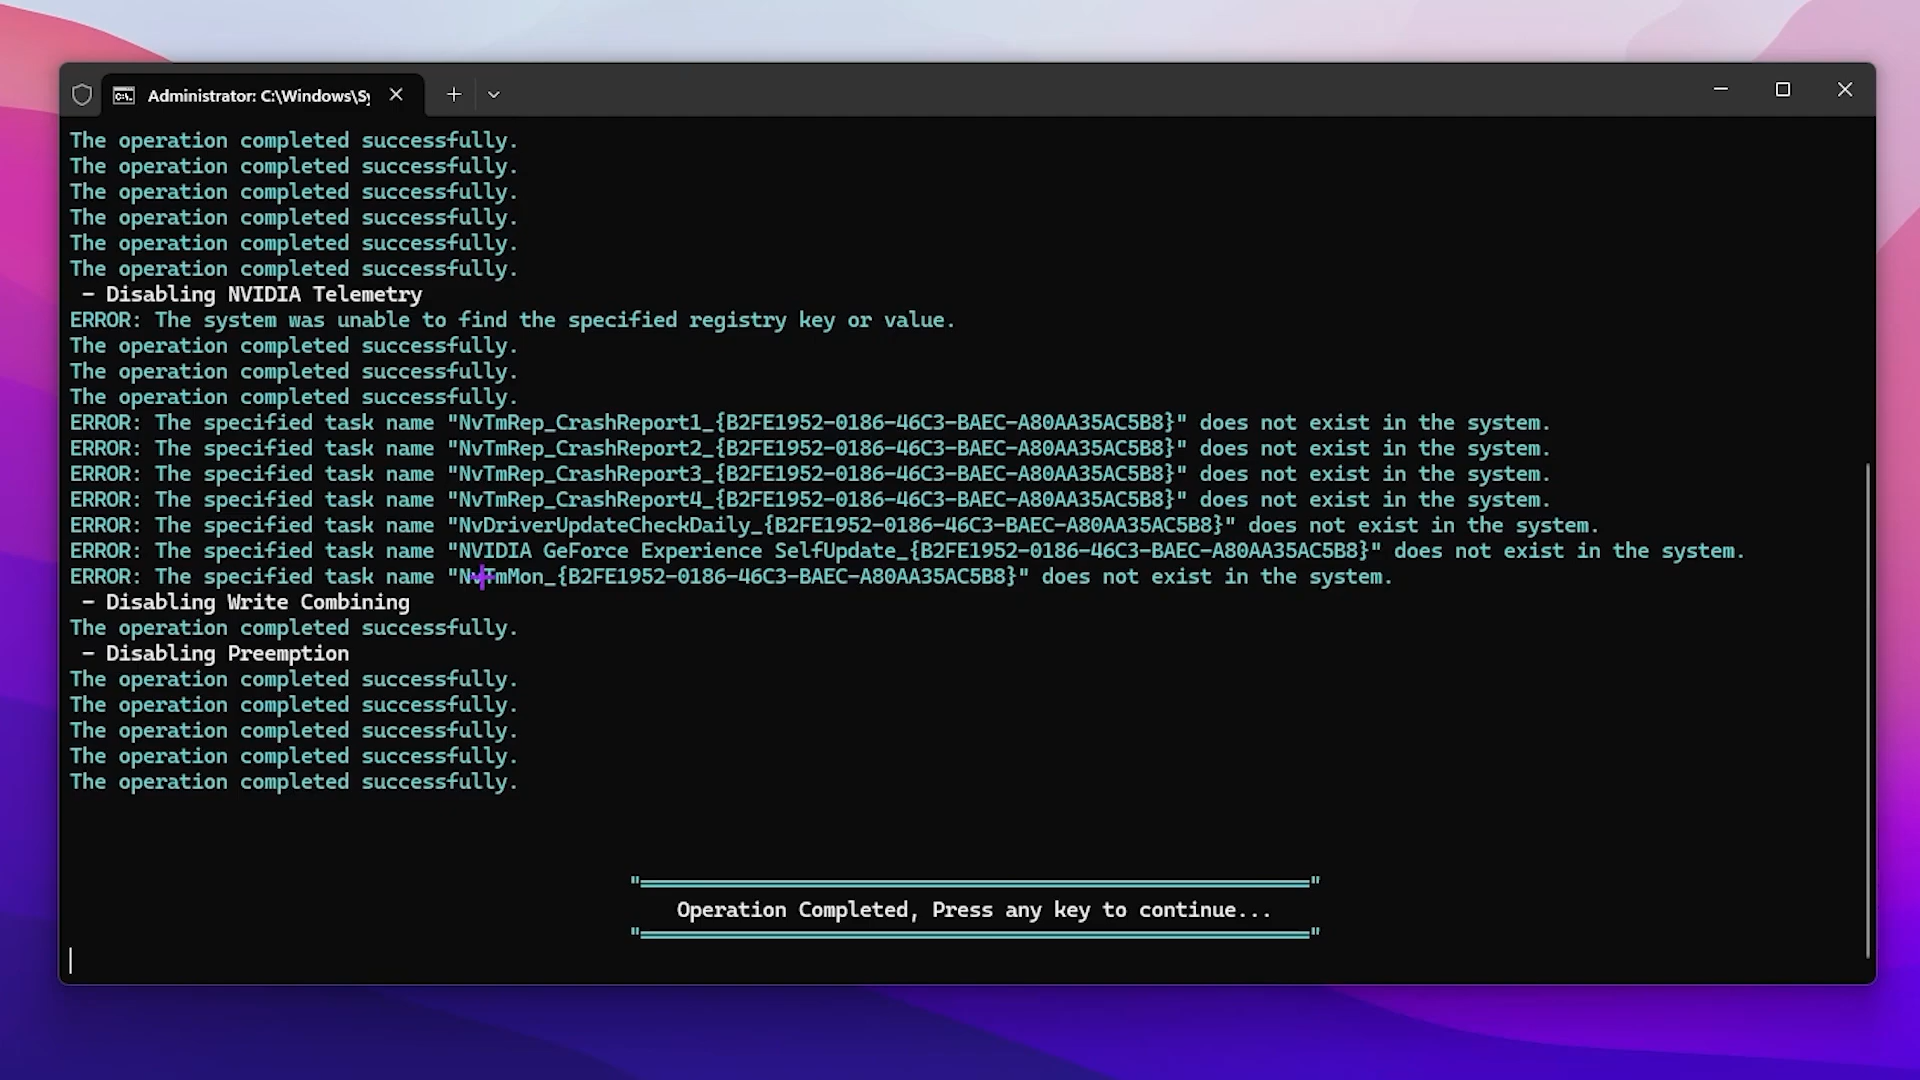 Administrator: C:\Windows\Sy
The operation completed successfully.
The operation completed successfully.
The operation completed successfully.
The operation completed successfully.
The operation completed successfully.
The operation completed successfully.
- Disabling NVIDIA Telemetry
ERROR: The system was unable to find the specified registry key or value.
The operation completed successfully.
The operation completed successfully.
The operation completed successfully.
ERROR: The specified task name "NvTmRep_CrashReport1_{B2FE1952-0186-46C3-BAEC-A80AA35AC5B8}" does not exist in the system.
ERROR: The specified task name "NvTmRep_CrashReport2_{B2FE1952-0186-46C3-BAEC-A80AA35AC5B8}" does not exist in the system.
ERROR: The specified task name "NvTmRep_CrashReport3_{B2FE1952-0186-46C3-BAEC-A80AA35AC5B8}" does not exist in the system.
ERROR: The specified task name "NvTmRep_CrashReport4_{B2FE1952-0186-46C3-BAEC-A80AA35AC5B8}" does not exist in the system.
ERROR: The specified task name "NvDriverUpdateCheckDaily_{B2FE1952-0186-46C3-BAEC-A80AA35AC5B8}" does not exist in the system.
ERROR: The specified task name "NVIDIA GeForce Experience SelfUpdate_{B2FE1952-0186-46C3-BAEC-A80AA35AC5B8}" does not exist in the system.
ERROR: The specified task name "NvTmMon_{B2FE1952-0186-46C3-BAEC-A80AA35AC5B8}" does not exist in the system.
- Disabling Write Combining
The operation completed successfully.
- Disabling Preemption
The operation completed successfully.
The operation completed successfully.
The operation completed successfully.
The operation completed successfully.
The operation completed successfully.
Operation Completed, Press any key to continue...